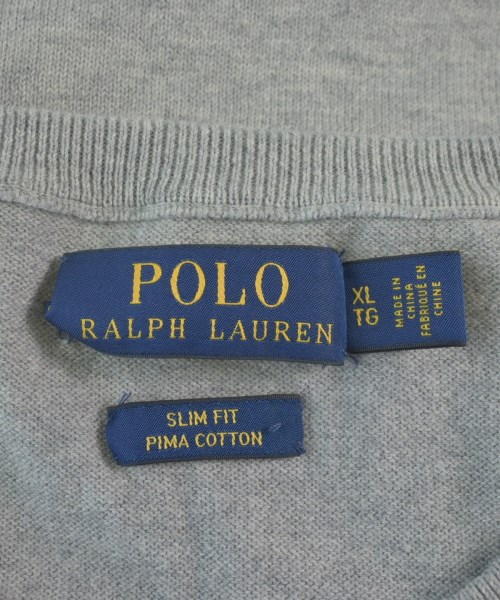 POLO
RALPH LAUREN
XL
TG
MADE IN
CHINA
FABRIQUÉ EN
CHINE
SLIM FIT
PIMA COTTON